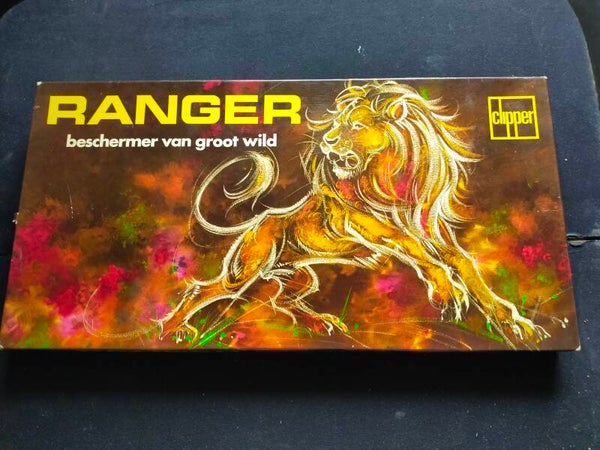 RANGER
beschermer van groot wild
clipper